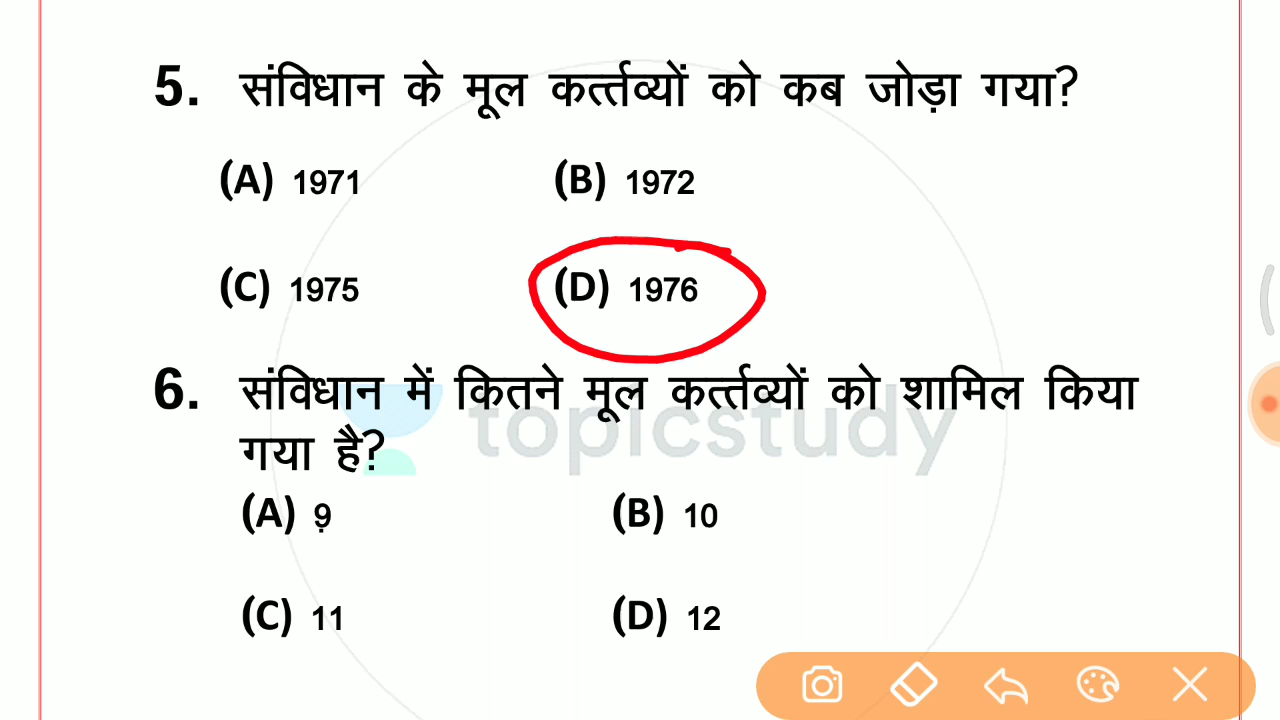 5. संविधान के मूल कर्त्तव्यों को कब जोड़ा गया?
(A) 1971 (B) 1972
(C) 1975 (D) 1976
6. संविधान में कितने मूल कर्त्तव्यों को शामिल किया
गया है?
topicstudy
(A) 9 (B) 10
(C) 11 (D) 12